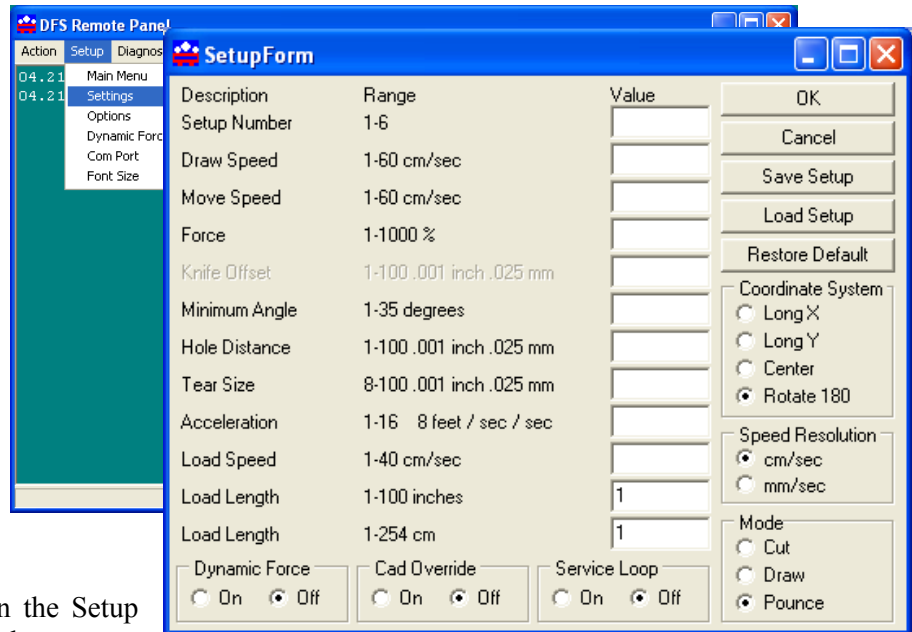 DFS Remote Panel
Action Setup Diagnos
04.21
04.21
Main Menu
Settings
Options
Dynamic Forc
Com Port
Font Size
SetupForm
Description Range Value
Setup Number 1-6
Draw Speed 1-60 cm/sec
Move Speed 1-60 cm/sec
Force 1-1000 %
Knife Offset 1-100 .001 inch .025 mm
Minimum Angle 1-35 degrees
Hole Distance 1-100 .001 inch .025 mm
Tear Size 8-100 .001 inch .025 mm
Acceleration 1-16 8 feet / sec / sec
Load Speed 1-40 cm/sec
Load Length 1-100 inches 1
Load Length 1-254 cm 1
OK
Cancel
Save Setup
Load Setup
Restore Default
Coordinate System
Long X
Long Y
Center
Rotate 180
Speed Resolution
cm/sec
mm/sec
Mode
Cut
Draw
Pounce
Dynamic Force
On Off
Cad Override
On Off
Service Loop
On Off
n the Setup